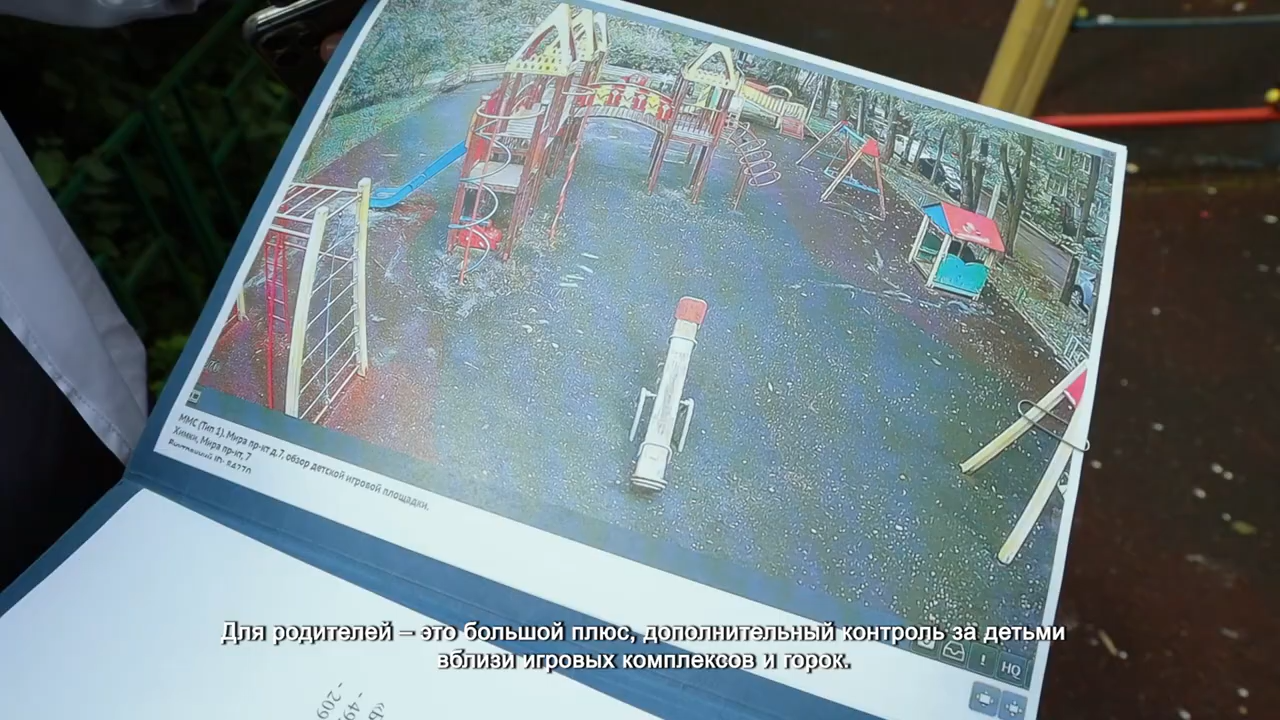 ММС (Тип 1). Мира пр-кт д.7, обзор детской игровой площадки.
Химки, Мира пр-кт, 7
HQ
Для родителей – это большой плюс, дополнительный контроль за детьми
вблизи игровых комплексов и горок.